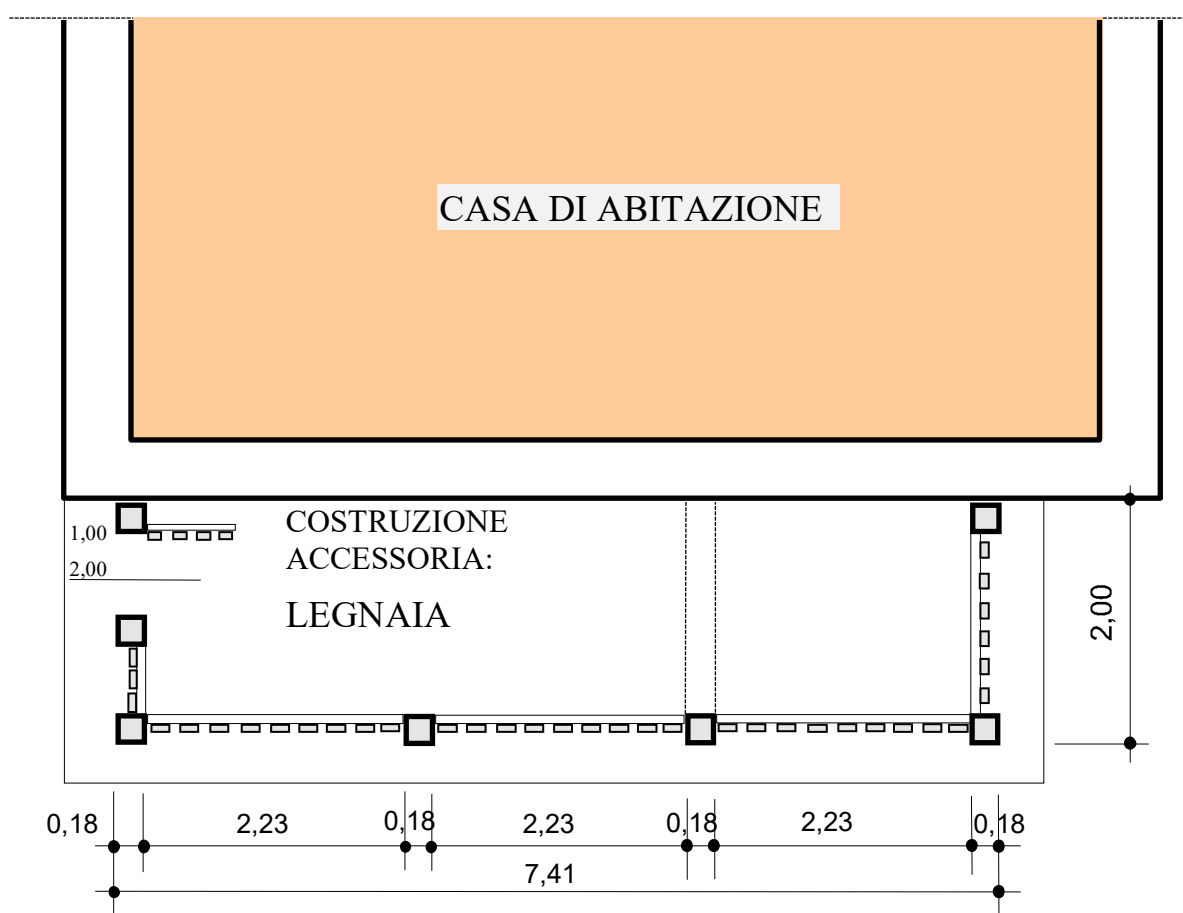 CASA DI ABITAZIONE
COSTRUZIONE
ACCESSORIA:
LEGNAIA
1,00
2,00
2,00
0,18
2,23
0,18
2,23
0,18
2,23
0,18
7,41